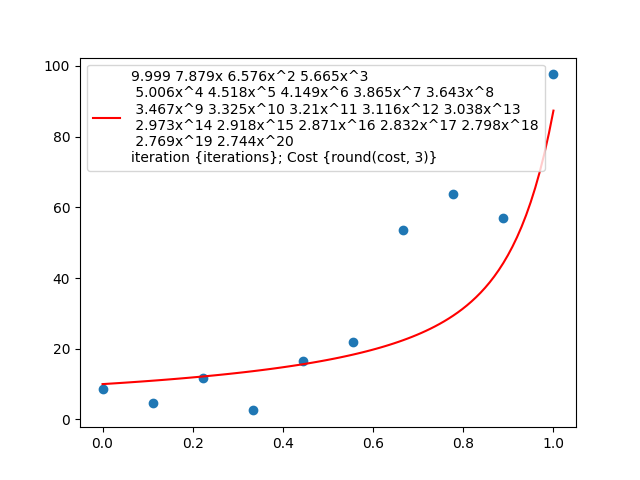 9.999 7.879x 6.576x^2 5.665x^3
5.006x^4 4.518x^5 4.149x^6 3.865x^7 3.643x^8
3.467x^9 3.325x^10 3.21x^11 3.116x^12 3.038x^13
2.973x^14 2.918x^15 2.871x^16 2.832x^17 2.798x^18
2.769x^19 2.744x^20
iteration {iterations}; Cost {round(cost, 3)}
100
80
60
40
20
0
0.0 0.2 0.4 0.6 0.8 1.0